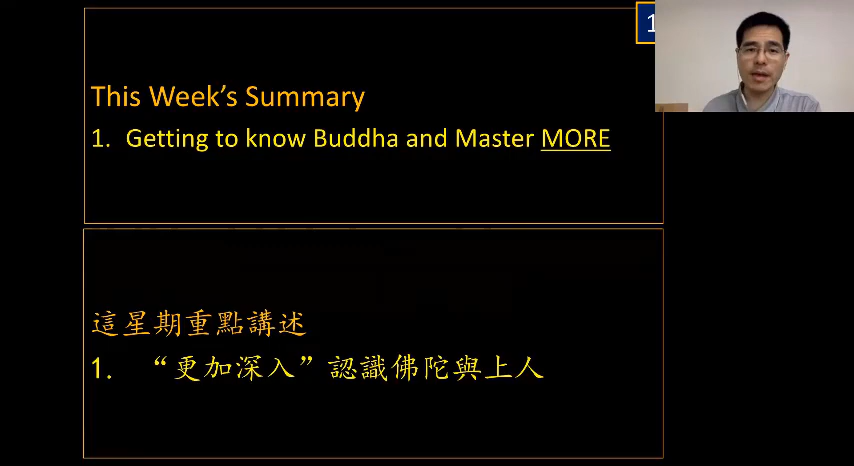 1
This Week's Summary
1. Getting to know Buddha and Master MORE
這星期重點講述
1. “更加深入”認識佛陀與上人